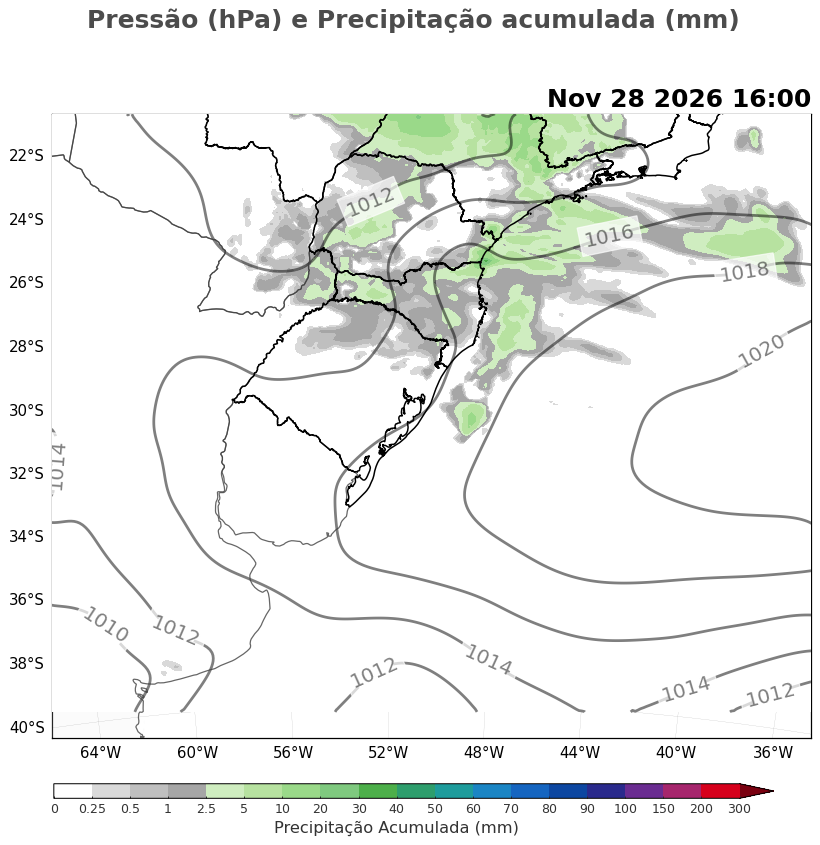 Pressão (hPa) e Precipitação acumulada (mm)
Nov 28 2026 16:00
22°S
24°S
26°S
28°S
30°S
32°S
34°S
36°S
38°S
40°S
1012
1016
1018
1020
1014
1010
1012
1012
1014
1014
1012
64°W 60°W 56°W 52°W 48°W 44°W 40°W 36°W
0 0.25 0.5 1 2.5 5 10 20 30 40 50 60 70 80 90 100 150 200 300
Precipitação Acumulada (mm)